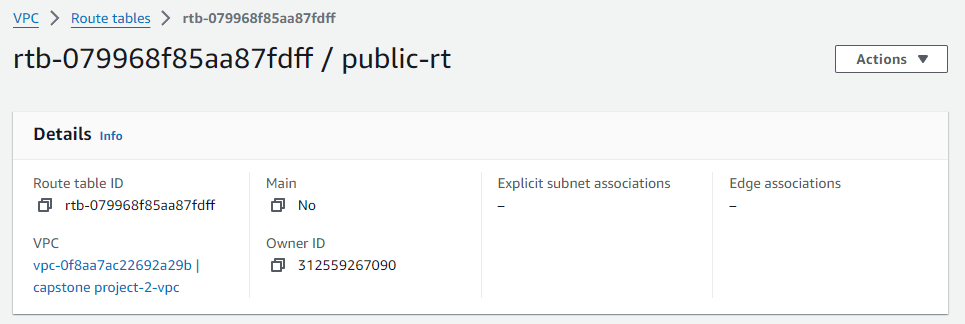 VPC > Route tables > rtb-079968f85aa87fdff
rtb-079968f85aa87fdff / public-rt
Actions
Details Info
Route table ID
rtb-079968f85aa87fdff
Main
No
Explicit subnet associations
–
Edge associations
–
VPC
vpc-0f8aa7ac22692a29b |
capstone project-2-vpc
Owner ID
312559267090